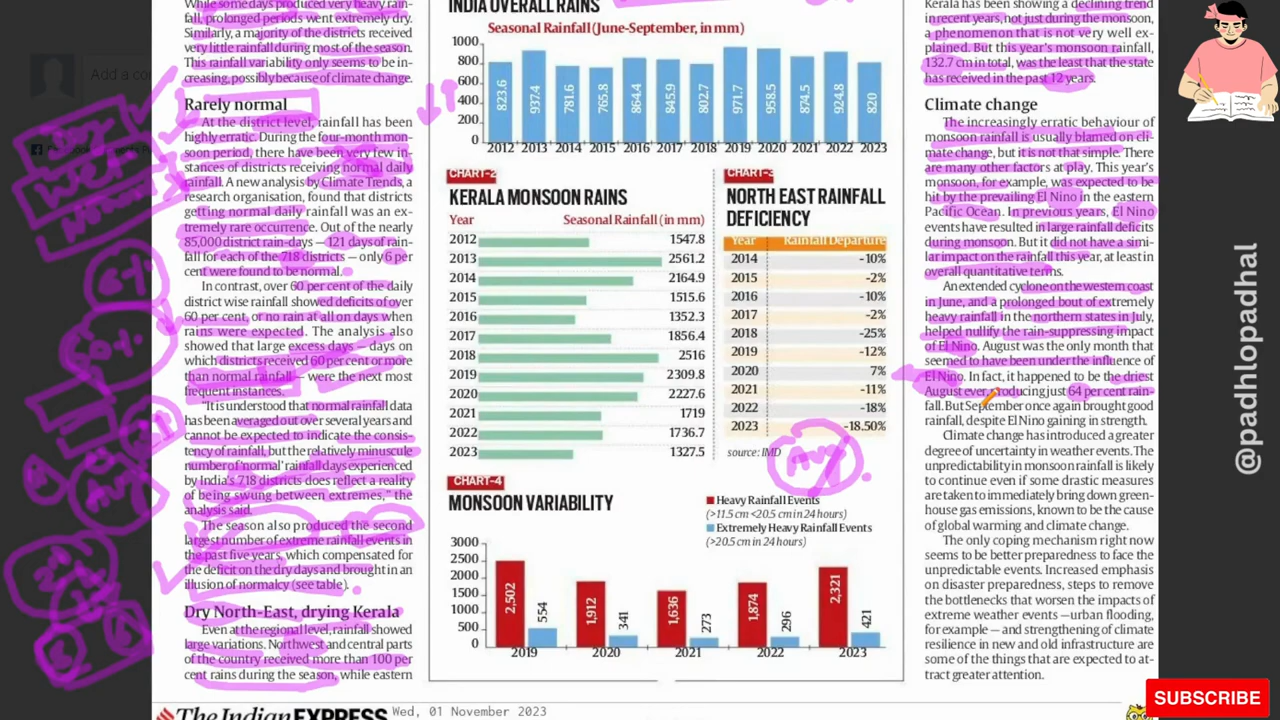 While some days produced very heavy rain-
fall, prolonged periods went extremely dry.
Similarly, a majority of the districts received
very little rainfall during most of the season.
This rainfall variability only seems to be in-
creasing, possibly because of climate change.
Rarely normal
At the district level, rainfall has been
highly erratic. During the four-month mon-
soon period, there have been very few in-
stances of districts receiving normal daily
rainfall. A new analysis by Climate Trends, a
research organisation, found that districts
getting normal daily rainfall was an ex-
tremely rare occurrence. Out of the nearly
85,000 district rain-days — 121 days of rain-
fall for each of the 718 districts — only 6 per
cent were found to be normal.
In contrast, over 60 per cent of the daily
district wise rainfall showed deficits of over
60 per cent, or no rain at all on days when
rains were expected. The analysis also
showed that large excess days — days on
which districts received 60 per cent or more
than normal rainfall — were the next most
frequent instances.
"It is understood that normal rainfall data
has been averaged out over several years and
cannot be expected to indicate the consis-
tency of rainfall, but the relatively minuscule
number of 'normal' rainfall days experienced
by India's 718 districts does reflect a reality
of being swung between extremes," the
analysis said.
The season also produced the second
largest number of extreme rainfall events in
the past five years, which compensated for
the deficit on the dry days and brought in an
illusion of normalcy (see table).
Dry North-East, drying Kerala
Even at the regional level, rainfall showed
large variations. Northwest and central parts
of the country received more than 100 per
cent rains during the season, while eastern
INDIA OVERALL RAINS
Seasonal Rainfall (June-September, in mm)
1000
800
600
400
200
0
823.6
937.4
781.6
765.8
864.4
845.9
802.7
971.7
958.5
874.5
924.8
820
2012 2013 2014 2015 2016 2017 2018 2019 2020 2021 2022 2023
CHART-2
KERALA MONSOON RAINS
Year Seasonal Rainfall (in mm)
2012 1547.8
2013 2561.2
2014 2164.9
2015 1515.6
2016 1352.3
2017 1856.4
2018 2516
2019 2309.8
2020 2227.6
2021 1719
2022 1736.7
2023 1327.5
CHART-3
NORTH EAST RAINFALL
DEFICIENCY
Year Rainfall Departure
2014 -10%
2015 -2%
2016 -10%
2017 -2%
2018 -25%
2019 -12%
2020 7%
2021 -11%
2022 -18%
2023 -18.50%
source: IMD
CHART-4
MONSOON VARIABILITY
Heavy Rainfall Events
(>11.5 cm <20.5 cm in 24 hours)
Extremely Heavy Rainfall Events
(>20.5 cm in 24 hours)
3000
2500
2000
1500
1000
500
0
2,502
554
1,912
341
1,636
273
1,874
296
2,321
421
2019 2020 2021 2022 2023
Kerala has been showing a declining trend
in recent years, not just during the monsoon,
a phenomenon that is not very well ex-
plained. But this year's monsoon rainfall,
132.7 cm in total, was the least that the state
has received in the past 12 years.
Climate change
The increasingly erratic behaviour of
monsoon rainfall is usually blamed on cli-
mate change, but it is not that simple. There
are many other factors at play. This year's
monsoon, for example, was expected to be
hit by the prevailing El Nino in the eastern
Pacific Ocean. In previous years, El Nino
events have resulted in large rainfall deficits
during monsoon. But it did not have a simi-
lar impact on the rainfall this year, at least in
overall quantitative terms.
An extended cyclone on the western coast
in June, and a prolonged bout of extremely
heavy rainfall in the northern states in July,
helped nullify the rain-suppressing impact
of El Nino. August was the only month that
seemed to have been under the influence of
El Nino. In fact, it happened to be the driest
August ever, producing just 64 per cent rain-
fall. But September once again brought good
rainfall, despite El Nino gaining in strength.
Climate change has introduced a greater
degree of uncertainty in weather events. The
unpredictability in monsoon rainfall is likely
to continue even if some drastic measures
are taken to immediately bring down green-
house gas emissions, known to be the cause
of global warming and climate change.
The only coping mechanism right now
seems to be better preparedness to face the
unpredictable events. Increased emphasis
on disaster preparedness, steps to remove
the bottlenecks that worsen the impacts of
extreme weather events — urban flooding,
for example — and strengthening of climate
resilience in new and old infrastructure are
some of the things that are expected to at-
tract greater attention.
The Indian EXPRESS
Wed, 01 November 2023
@padhlopadhal
SUBSCRIBE
Add a co